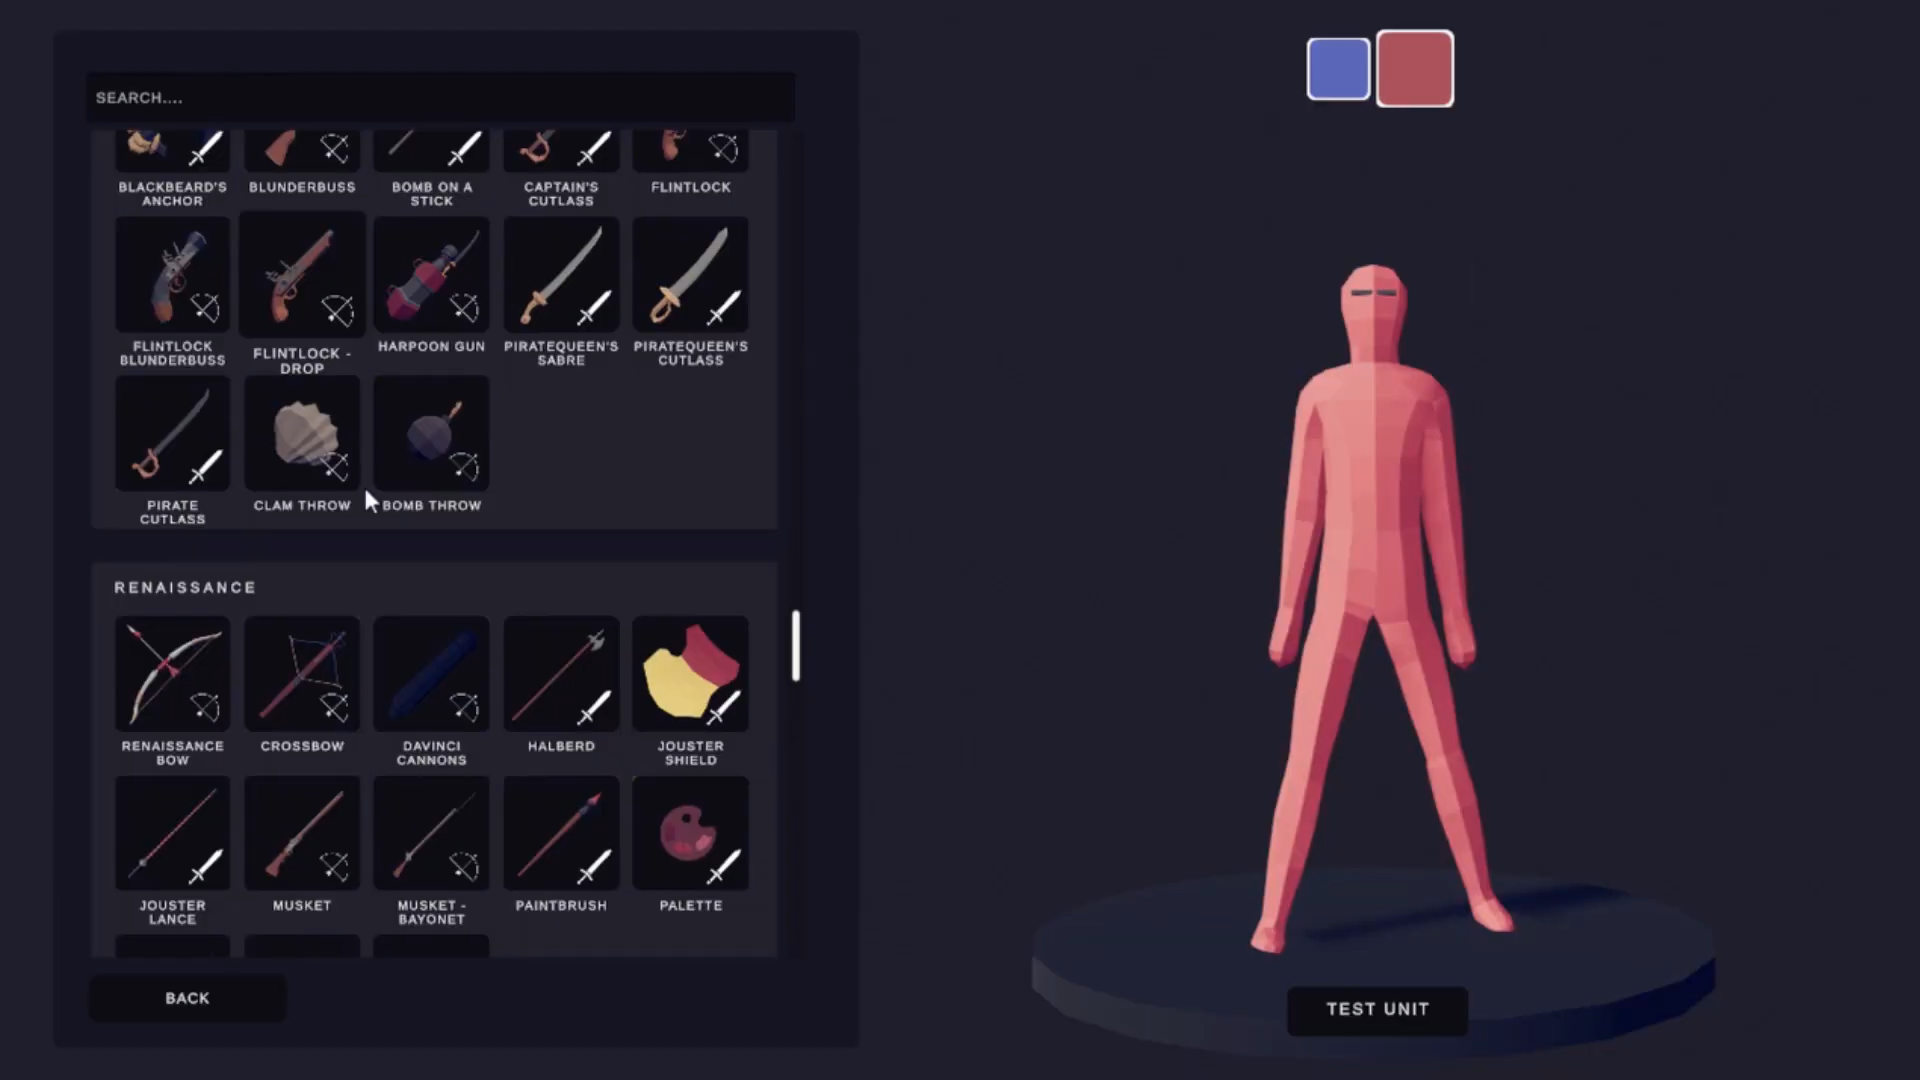 SEARCH....
BLACKBEARD'S
ANCHOR
BLUNDERBUSS
BOMB ON A
STICK
CAPTAIN'S
CUTLASS
FLINTLOCK
FLINTLOCK
BLUNDERBUSS
FLINTLOCK -
DROP
HARPOON GUN
PIRATEQUEEN'S
SABRE
PIRATEQUEEN'S
CUTLASS
PIRATE
CUTLASS
CLAM THROW
BOMB THROW
RENAISSANCE
RENAISSANCE
BOW
CROSSBOW
DAVINCI
CANNONS
HALBERD
JOUSTER
SHIELD
JOUSTER
LANCE
MUSKET
MUSKET -
BAYONET
PAINTBRUSH
PALETTE
BACK
TEST UNIT